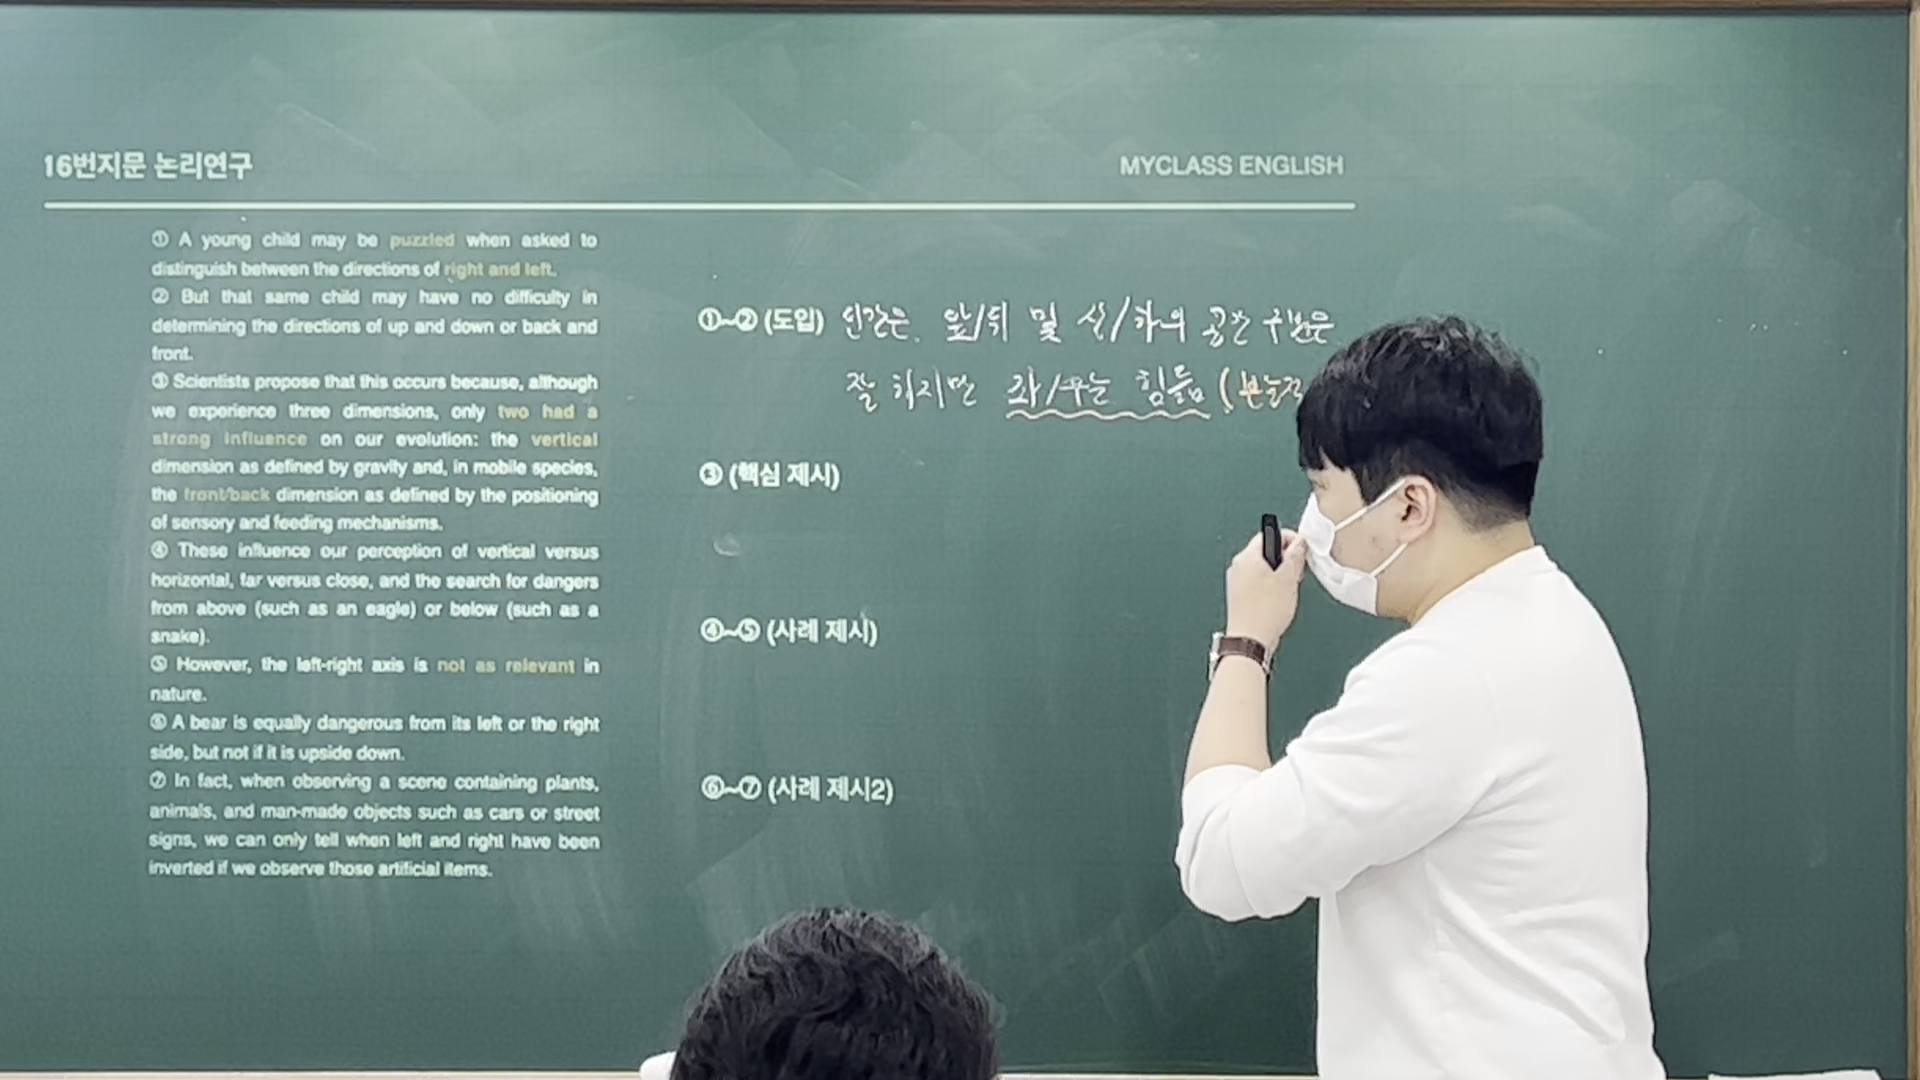 16번지문 논리연구
MYCLASS ENGLISH
① A young child may be puzzled when asked to
distinguish between the directions of right and left.
② But that same child may have no difficulty in
determining the directions of up and down or back and
front.
③ Scientists propose that this occurs because, although
we experience three dimensions, only two had a
strong influence on our evolution: the vertical
dimension as defined by gravity and, in mobile species,
the front/back dimension as defined by the positioning
of sensory and feeding mechanisms.
④ These influence our perception of vertical versus
horizontal, far versus close, and the search for dangers
from above (such as an eagle) or below (such as a
snake).
⑤ However, the left-right axis is not as relevant in
nature.
⑥ A bear is equally dangerous from its left or the right
side, but not if it is upside down.
⑦ In fact, when observing a scene containing plants,
animals, and man-made objects such as cars or street
signs, we can only tell when left and right have been
inverted if we observe those artificial items.
①~② (도입) 인간은, 앞/뒤 및 상/하의 공간 구분은
잘 하지만 좌/우는 힘듦 (본능적
③ (핵심 제시)
④~⑤ (사례 제시)
⑥~⑦ (사례 제시2)